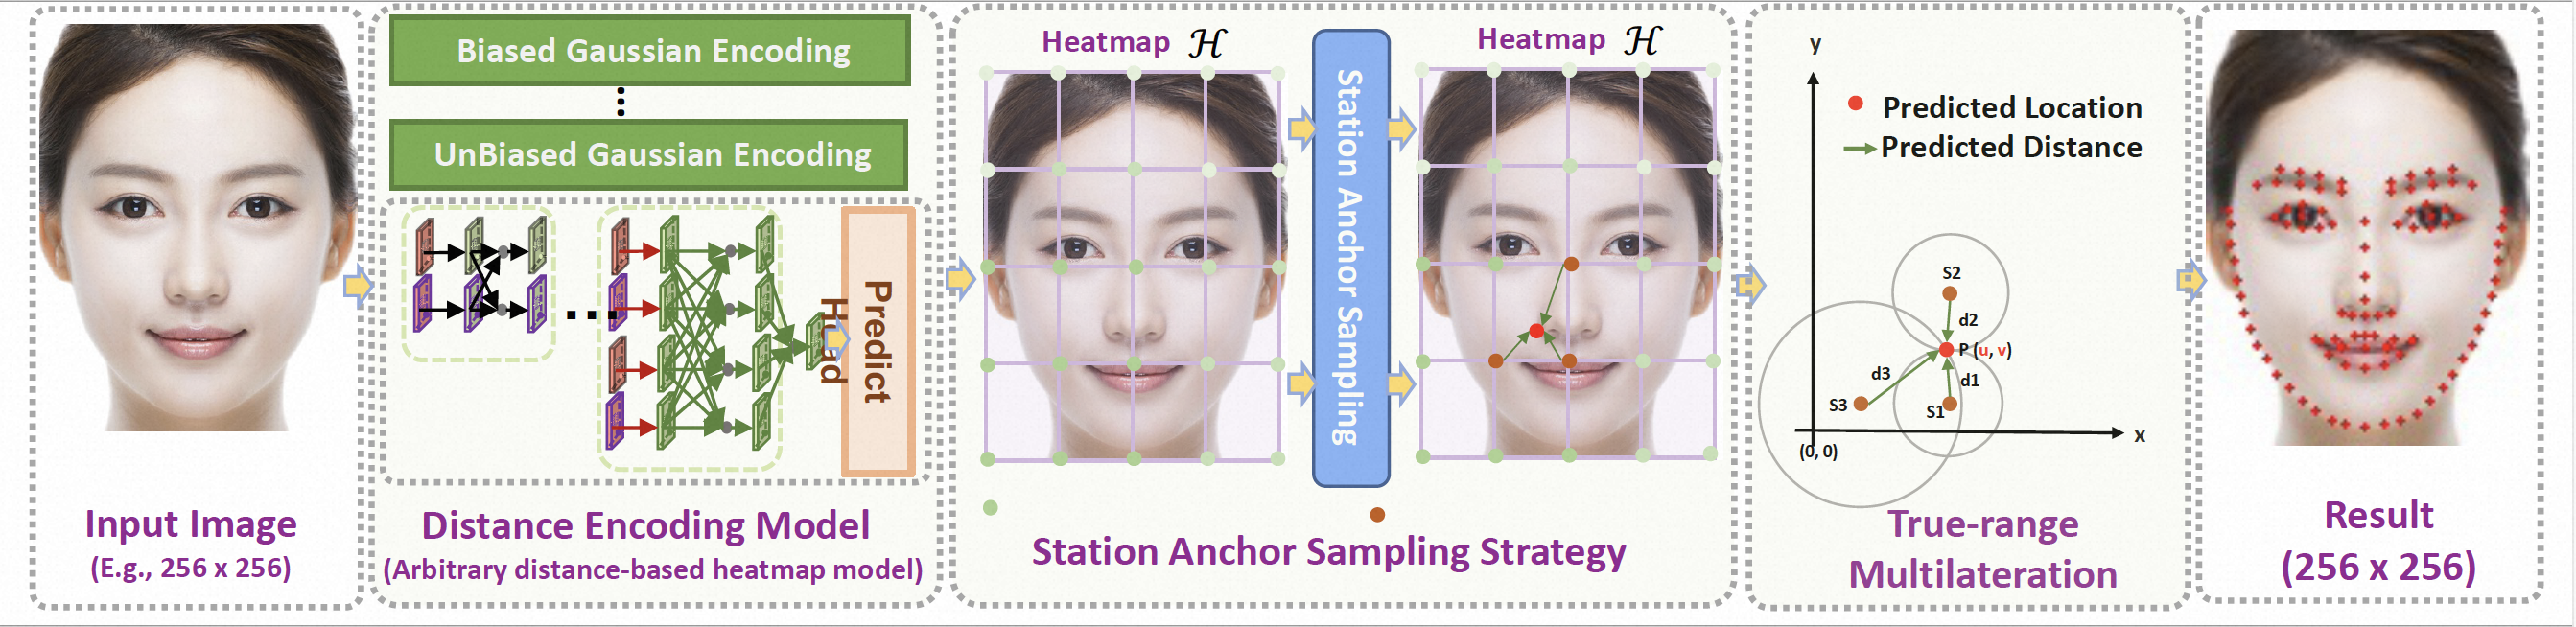 Input Image
(E.g., 256 x 256)
Biased Gaussian Encoding
UnBiased Gaussian Encoding
Predict
Head
Distance Encoding Model
(Arbitrary distance-based heatmap model)
Heatmap ℋ
Station Anchor Sampling
Heatmap ℋ
Station Anchor Sampling Strategy
y
Predicted Location
Predicted Distance
S2
d2
P (u, v)
d3
d1
S3
S1
x
(0, 0)
True-range
Multilateration
Result
(256 x 256)